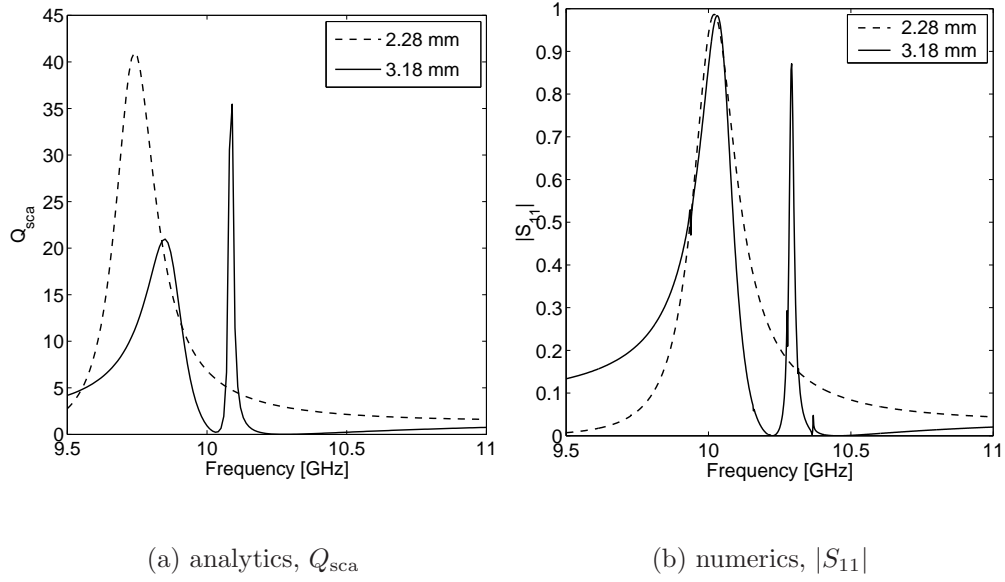 45
40
35
30
25
20
15
10
5
0
Q_sca
9.5 10 10.5 11
Frequency [GHz]
2.28 mm
3.18 mm
(a) analytics, Q_sca
1
0.9
0.8
0.7
0.6
0.5
0.4
0.3
0.2
0.1
0
|S_11|
9.5 10 10.5 11
Frequency [GHz]
2.28 mm
3.18 mm
(b) numerics, |S_11|